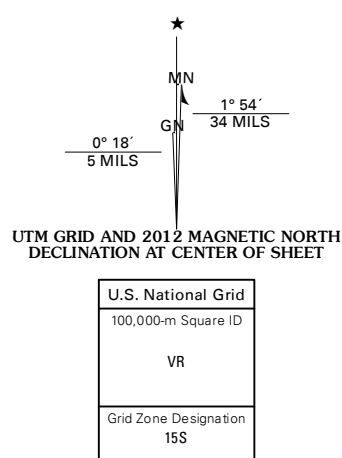 ★
MN
1° 54´
34 MILS
GN
0° 18´
5 MILS
UTM GRID AND 2012 MAGNETIC NORTH
DECLINATION AT CENTER OF SHEET
U.S. National Grid
100,000-m Square ID
VR
Grid Zone Designation
15S